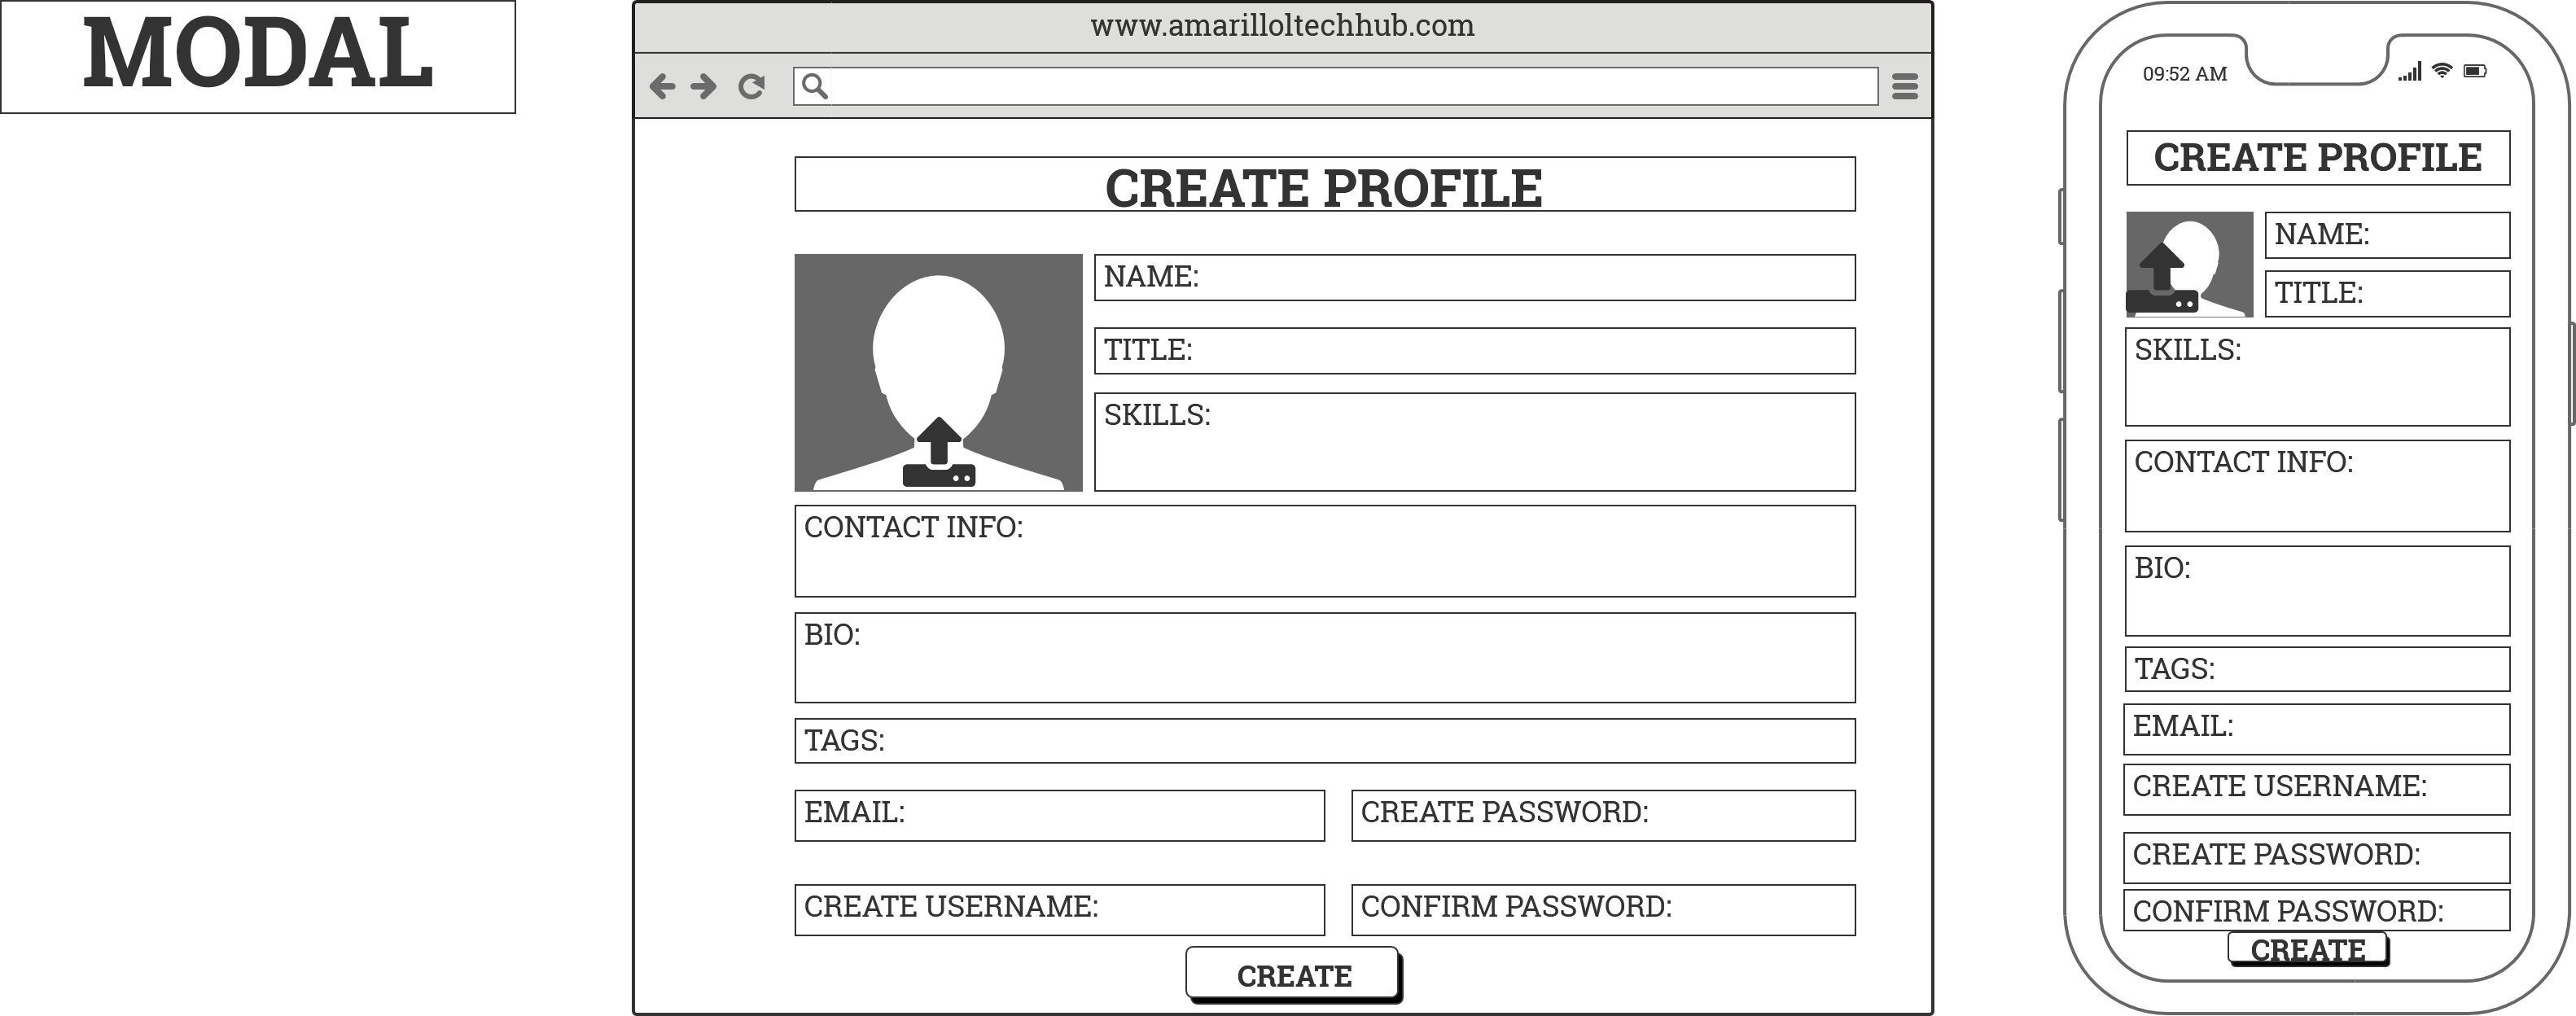 MODAL
www.amarilloltechhub.com
CREATE PROFILE
NAME:
TITLE:
SKILLS:
CONTACT INFO:
BIO:
TAGS:
EMAIL:
CREATE PASSWORD:
CREATE USERNAME:
CONFIRM PASSWORD:
CREATE
09:52 AM
CREATE PROFILE
NAME:
TITLE:
SKILLS:
CONTACT INFO:
BIO:
TAGS:
EMAIL:
CREATE USERNAME:
CREATE PASSWORD:
CONFIRM PASSWORD:
CREATE